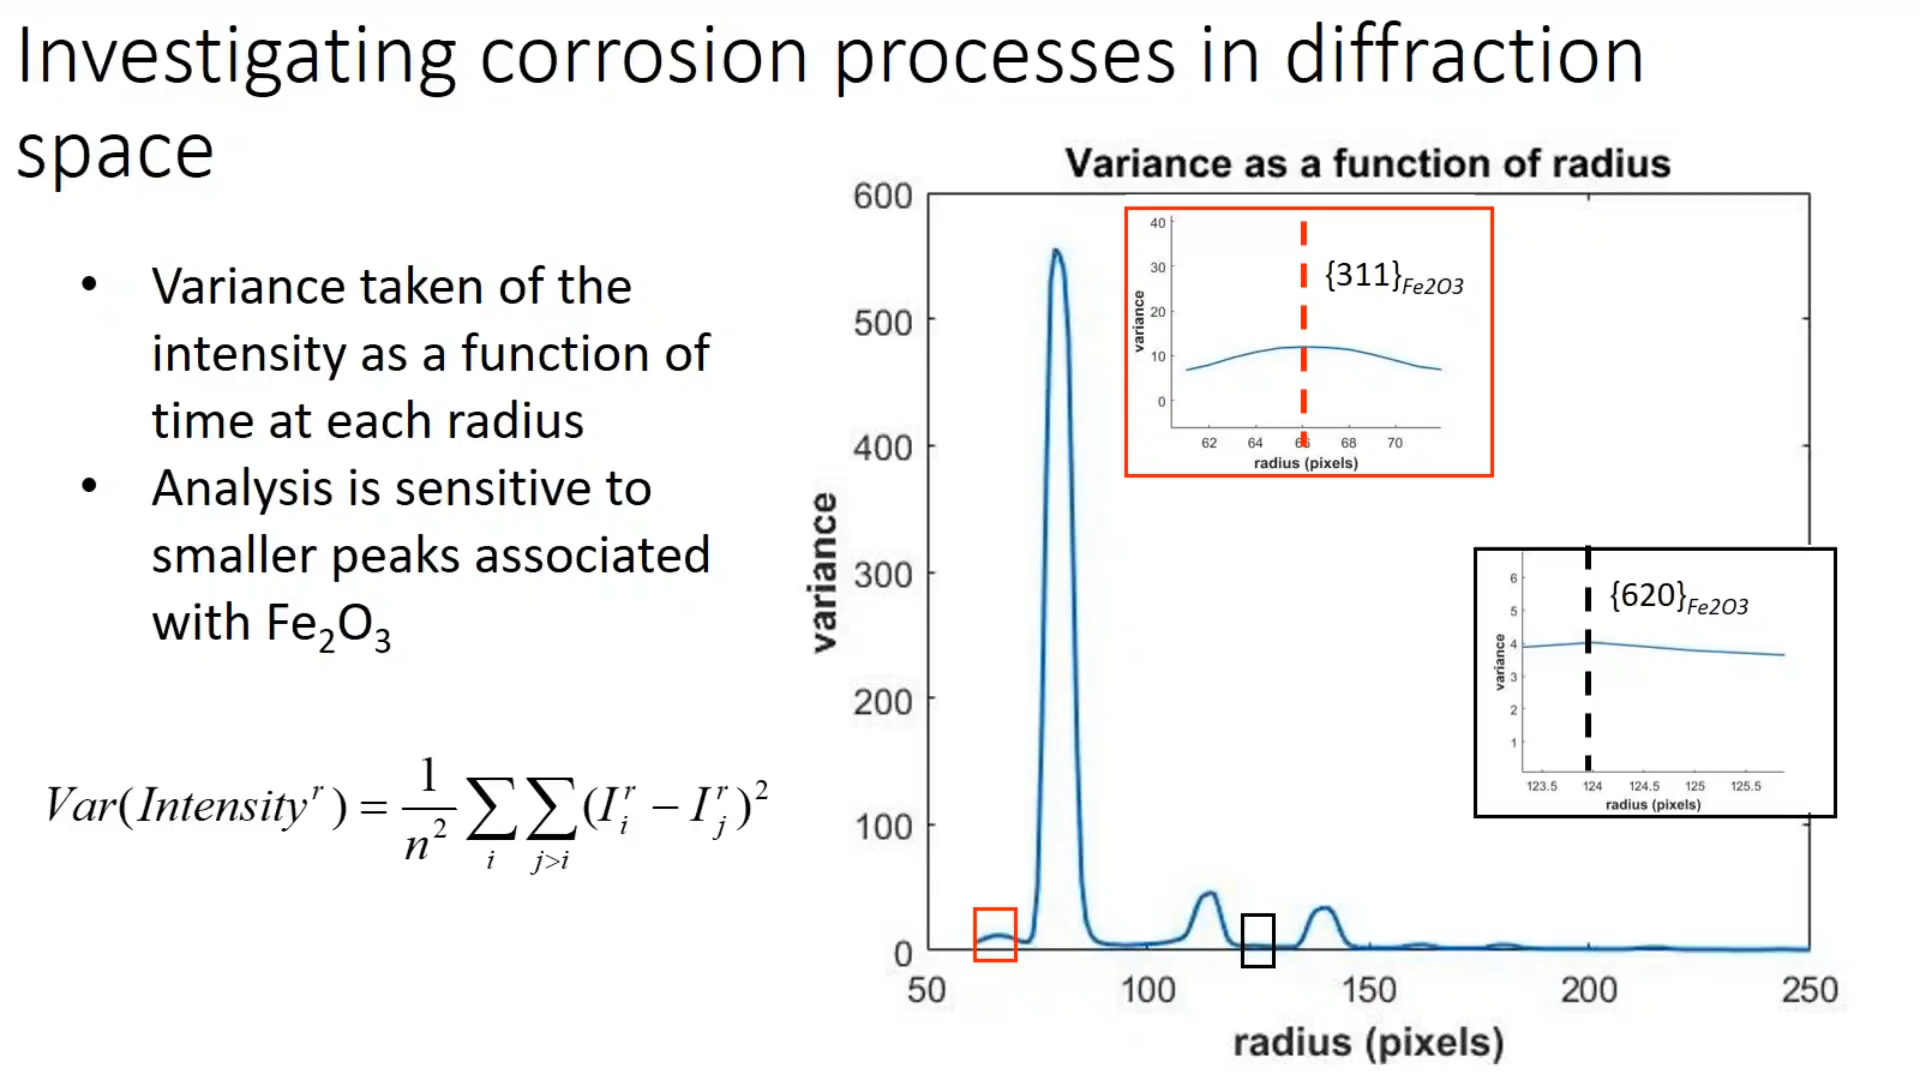 Investigating corrosion processes in diffraction
space
• Variance taken of the
intensity as a function of
time at each radius
• Analysis is sensitive to
smaller peaks associated
with Fe₂O₃
Var(Intensityʳ) = 1/n² ∑ᵢ ∑ⱼ>ᵢ (Iᵢʳ − Iⱼʳ)²
Variance as a function of radius
600
500
400
300
200
100
0
variance
50 100 150 200 250
radius (pixels)
40
30
20
10
0
variance
{311}Fe2O3
62 64 66 68 70
radius (pixels)
6
5
4
3
2
1
variance
{620}Fe2O3
123.5 124 124.5 125 125.5
radius (pixels)